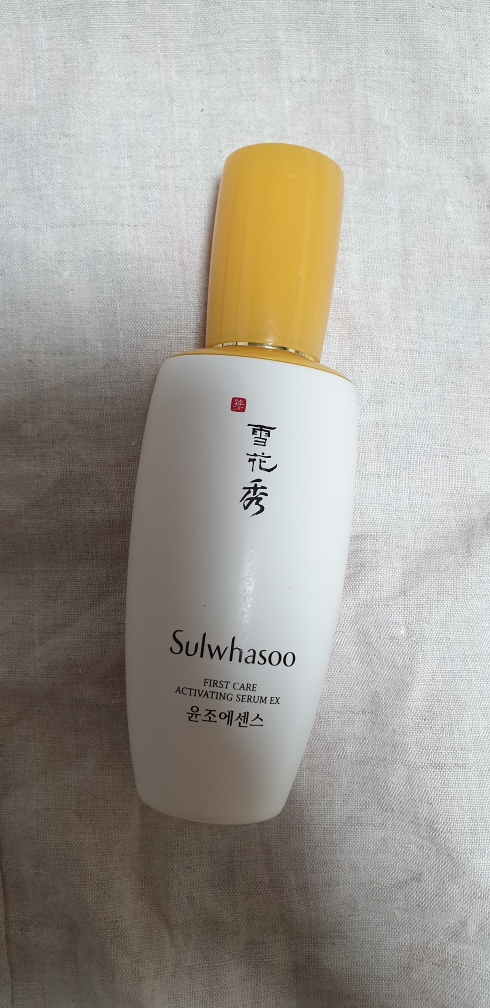 雪
花
秀
Sulwhasoo
FIRST CARE
ACTIVATING SERUM EX
윤조에센스